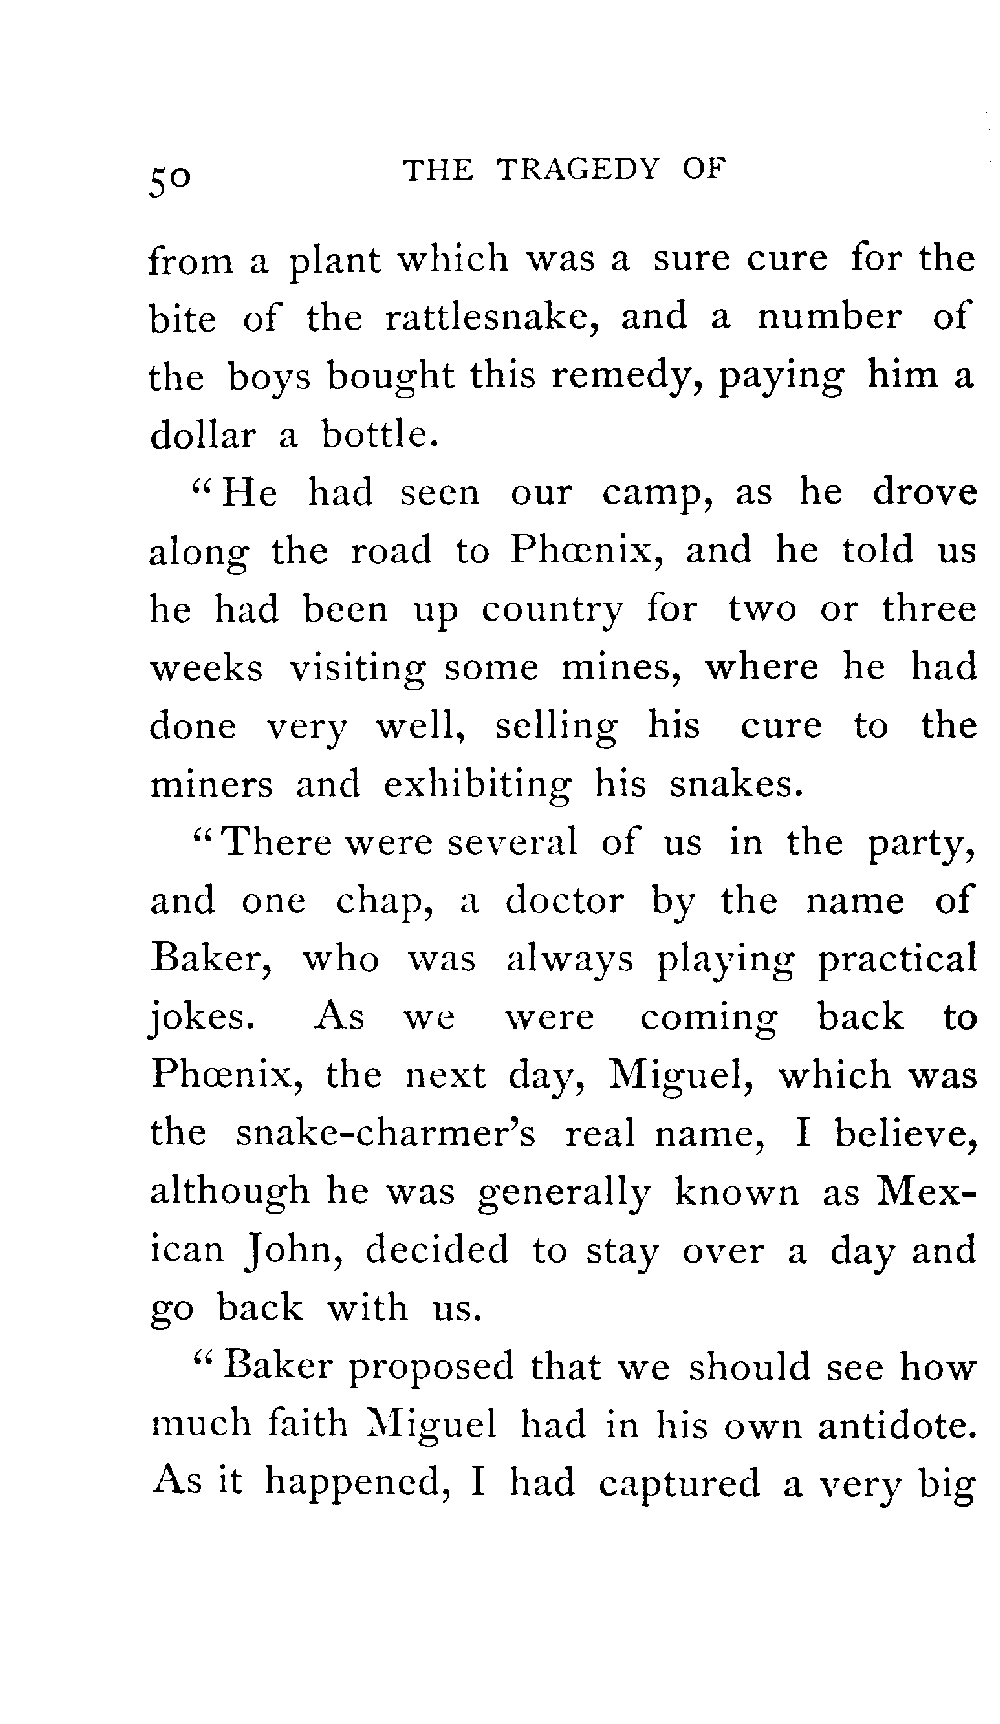 50 THE TRAGEDY OF
from a plant which was a sure cure for the
bite of the rattlesnake, and a number of
the boys bought this remedy, paying him a
dollar a bottle.
“He had seen our camp, as he drove
along the road to Phœnix, and he told us
he had been up country for two or three
weeks visiting some mines, where he had
done very well, selling his cure to the
miners and exhibiting his snakes.
“There were several of us in the party,
and one chap, a doctor by the name of
Baker, who was always playing practical
jokes. As we were coming back to
Phœnix, the next day, Miguel, which was
the snake-charmer’s real name, I believe,
although he was generally known as Mex-
ican John, decided to stay over a day and
go back with us.
“Baker proposed that we should see how
much faith Miguel had in his own antidote.
As it happened, I had captured a very big